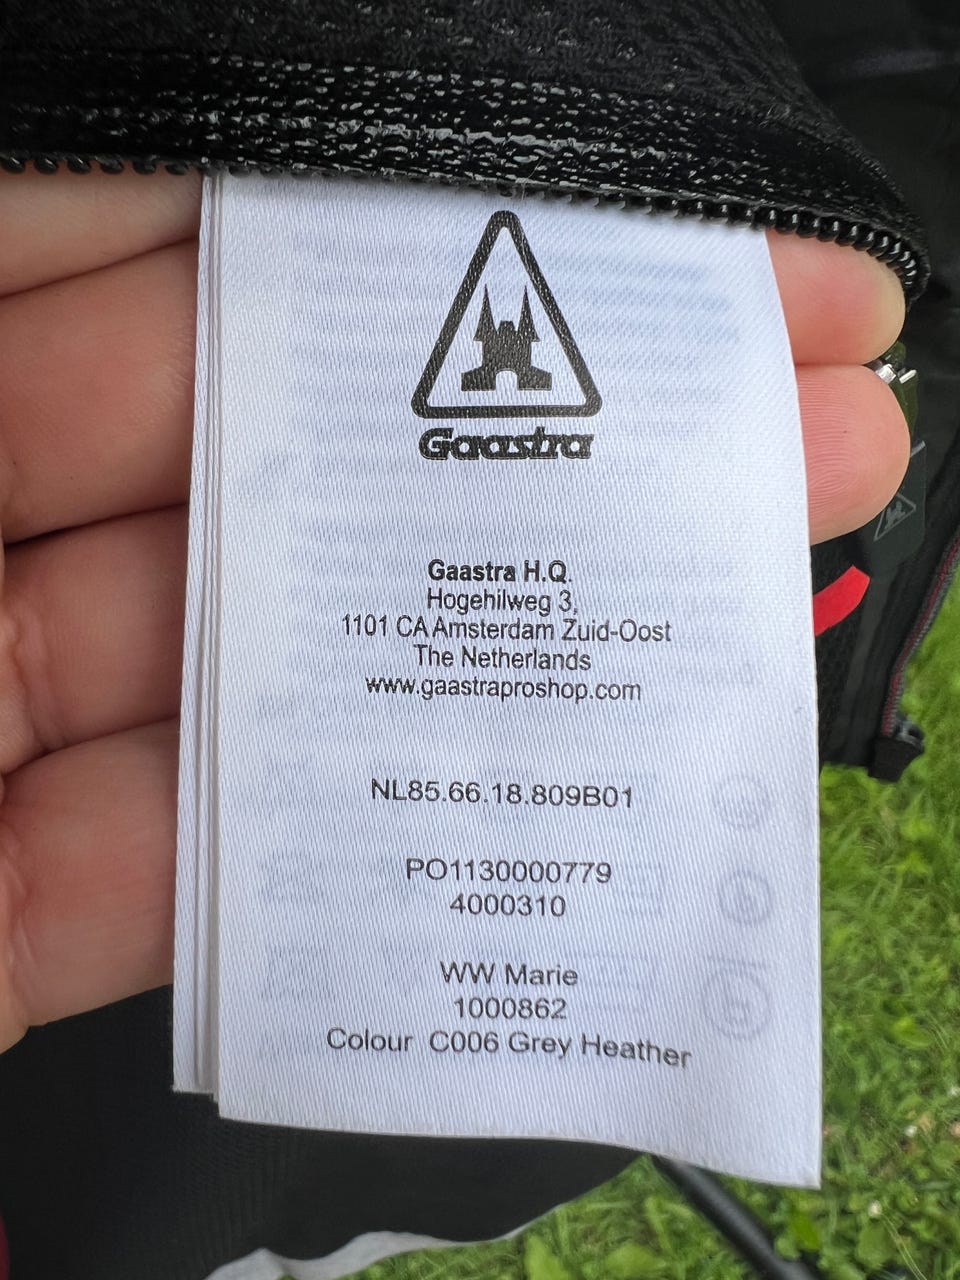 Gaastra
Gaastra H.Q.
Hogehilweg 3,
1101 CA Amsterdam Zuid-Oost
The Netherlands
www.gaastraproshop.com
NL85.66.18.809B01
PO1130000779
4000310
WW Marie
1000862
Colour C006 Grey Heather